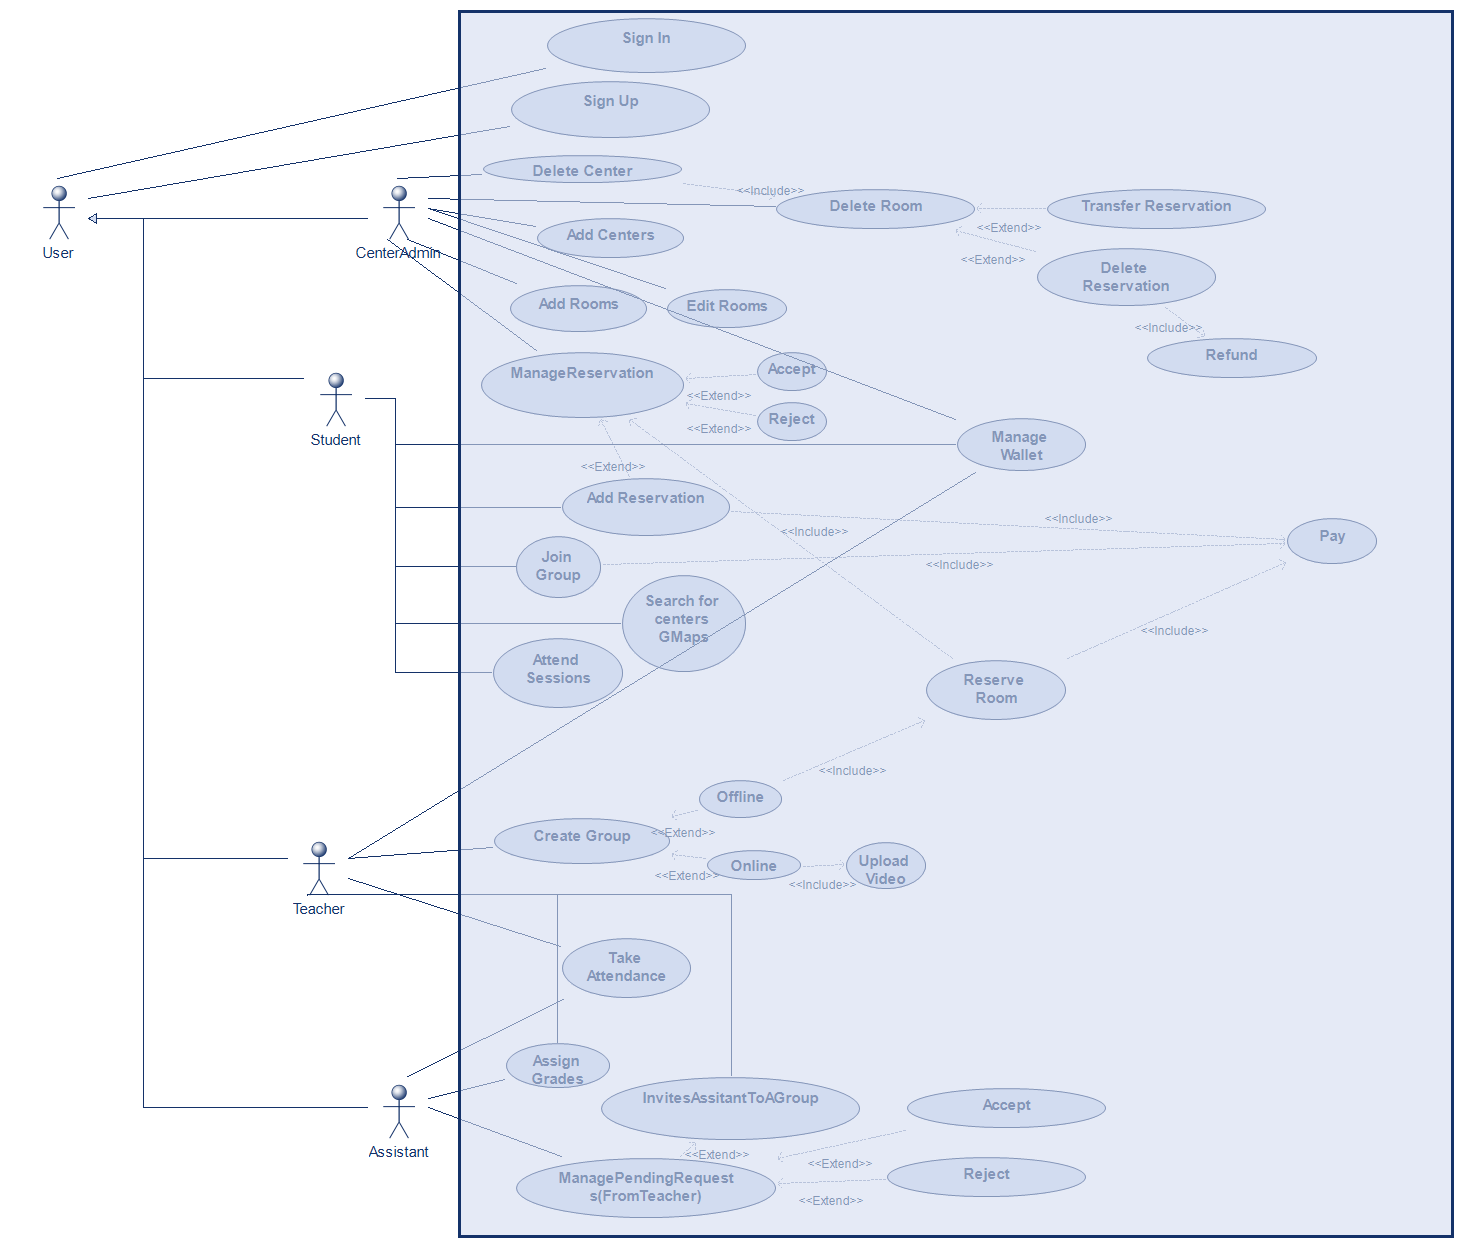 Sign In
Sign Up
Delete Center
<<Include>>
Delete Room
Transfer Reservation
<<Extend>>
User
CenterAdmin
Add Centers
<<Extend>>
Delete
Reservation
Add Rooms
Edit Rooms
<<Include>>
Refund
ManageReservation
Accept
<<Extend>>
Reject
<<Extend>>
Student
Manage
Wallet
<<Extend>>
Add Reservation
<<Include>>
<<Include>>
Pay
Join
Group
<<Include>>
Search for
centers
GMaps
<<Include>>
Attend
Sessions
Reserve
Room
<<Include>>
Offline
Create Group
<<Extend>>
Online
<<Extend>>
<<Include>>
Upload
Video
Teacher
Take
Attendance
Assign
Grades
InvitesAssitantToAGroup
Accept
Assistant
<<Extend>>
<<Extend>>
ManagePendingRequest
s(FromTeacher)
Reject
<<Extend>>